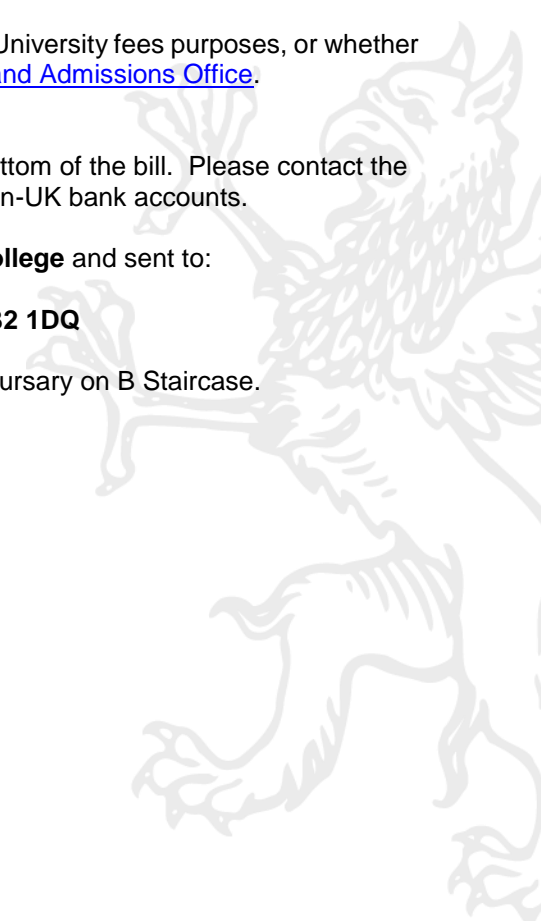 University fees purposes, or whether
and Admissions Office.
ttom of the bill. Please contact the
n-UK bank accounts.
ollege and sent to:
32 1DQ
ursary on B Staircase.